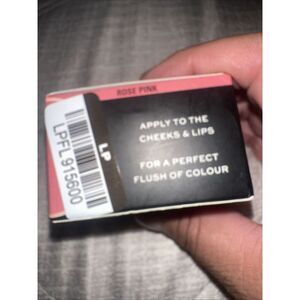 ROSE PINK
APPLY TO THE
CHEEKS & LIPS
FOR A PERFECT
FLUSH OF COLOUR
LP
LPFL915600